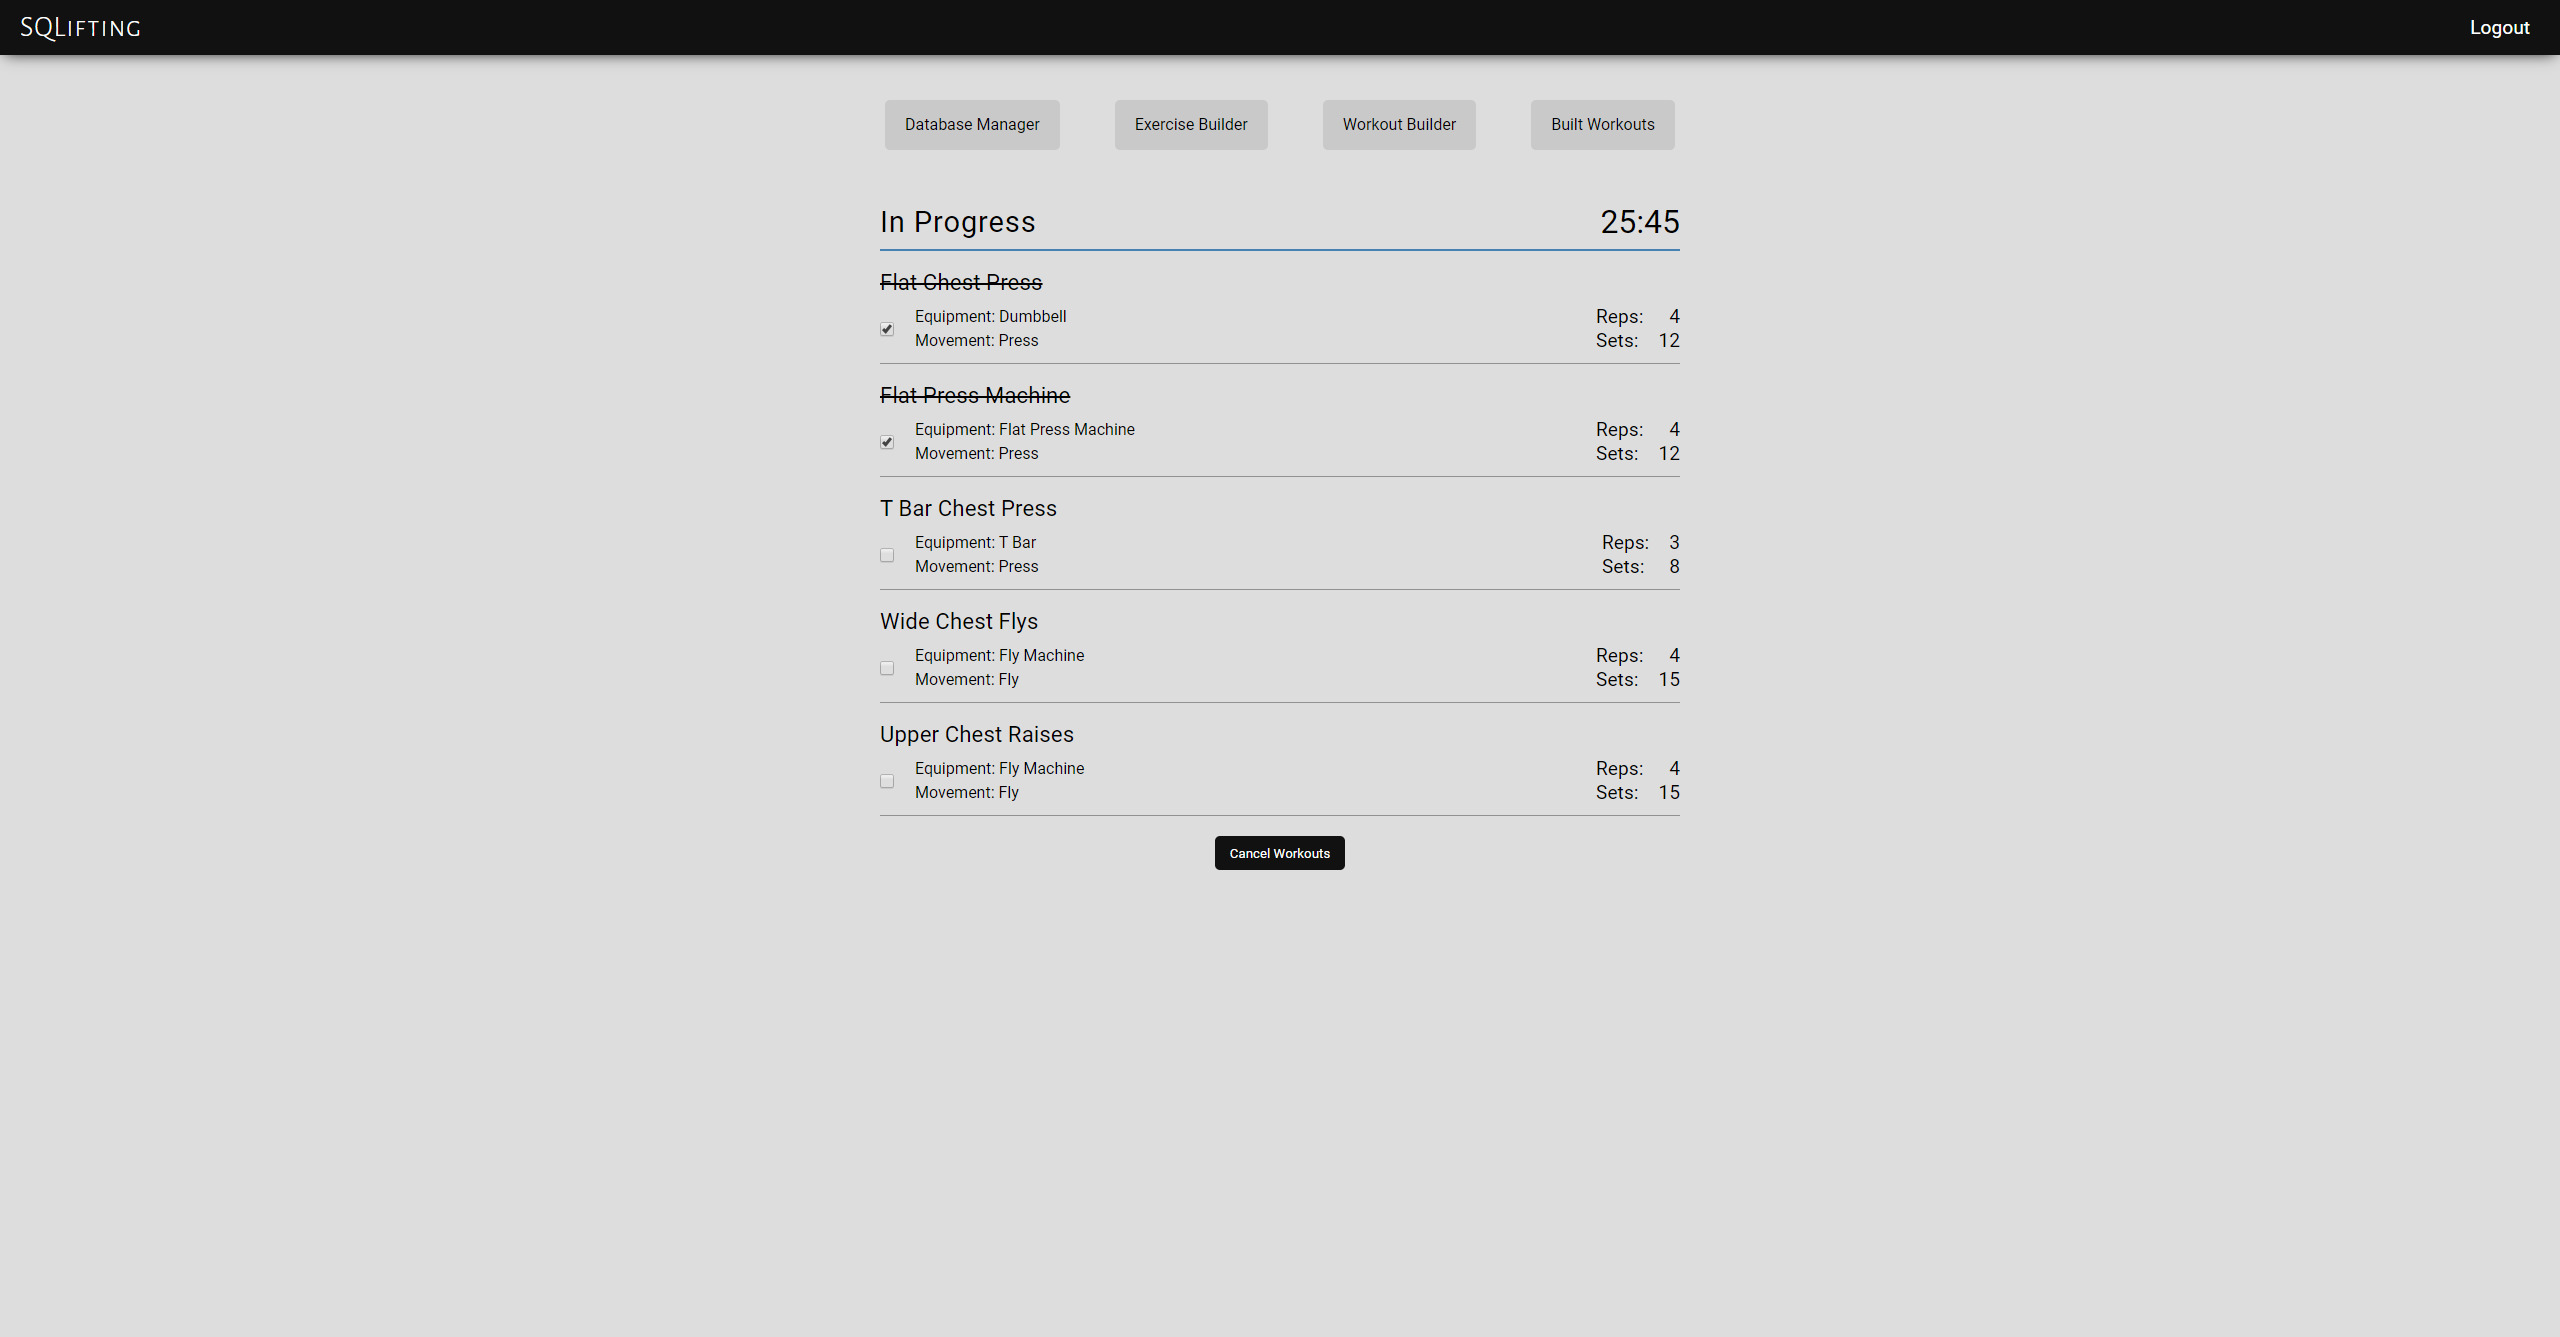 SQLifting
Logout
Database Manager
Exercise Builder
Workout Builder
Built Workouts
In Progress
25:45
Flat Chest Press
Equipment: Dumbbell
Reps: 4
Movement: Press
Sets: 12
Flat Press Machine
Equipment: Flat Press Machine
Reps: 4
Movement: Press
Sets: 12
T Bar Chest Press
Equipment: T Bar
Reps: 3
Movement: Press
Sets: 8
Wide Chest Flys
Equipment: Fly Machine
Reps: 4
Movement: Fly
Sets: 15
Upper Chest Raises
Equipment: Fly Machine
Reps: 4
Movement: Fly
Sets: 15
Cancel Workouts